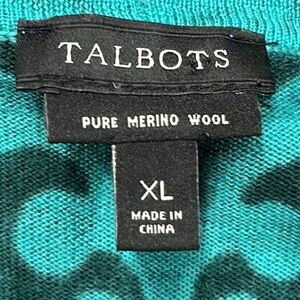 TALBOTS
PURE MERINO WOOL
XL
MADE IN
CHINA